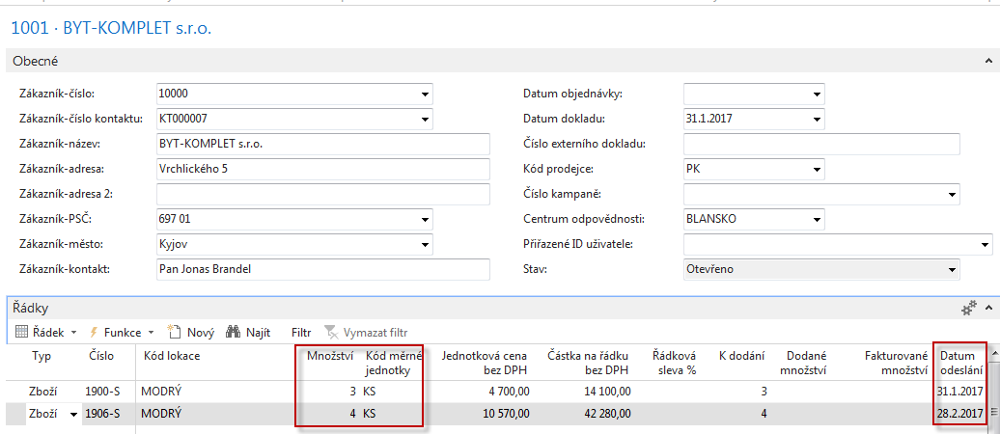 1001 · BYT-KOMPLET s.r.o.
Obecné
Zákazník-číslo: 10000 Datum objednávky:
Zákazník-číslo kontaktu: KT000007 Datum dokladu: 31.1.2017
Zákazník-název: BYT-KOMPLET s.r.o. Číslo externího dokladu:
Zákazník-adresa: Vrchlického 5 Kód prodejce: PK
Zákazník-adresa 2: Číslo kampaně:
Zákazník-PSČ: 697 01 Centrum odpovědnosti: BLANSKO
Zákazník-město: Kyjov Přiřazené ID uživatele:
Zákazník-kontakt: Pan Jonas Brandel Stav: Otevřeno
Řádky
Řádek Funkce Nový Najít Filtr Vymazat filtr
Typ Číslo Kód lokace Množství Kód měrné Jednotková cena Částka na řádku Řádková K dodání Dodané Fakturované Datum
jednotky bez DPH bez DPH sleva % množství množství odeslání
Zboží 1900-S MODRÝ 3 KS 4 700,00 14 100,00 3 31.1.2017
Zboží 1906-S MODRÝ 4 KS 10 570,00 42 280,00 4 28.2.2017